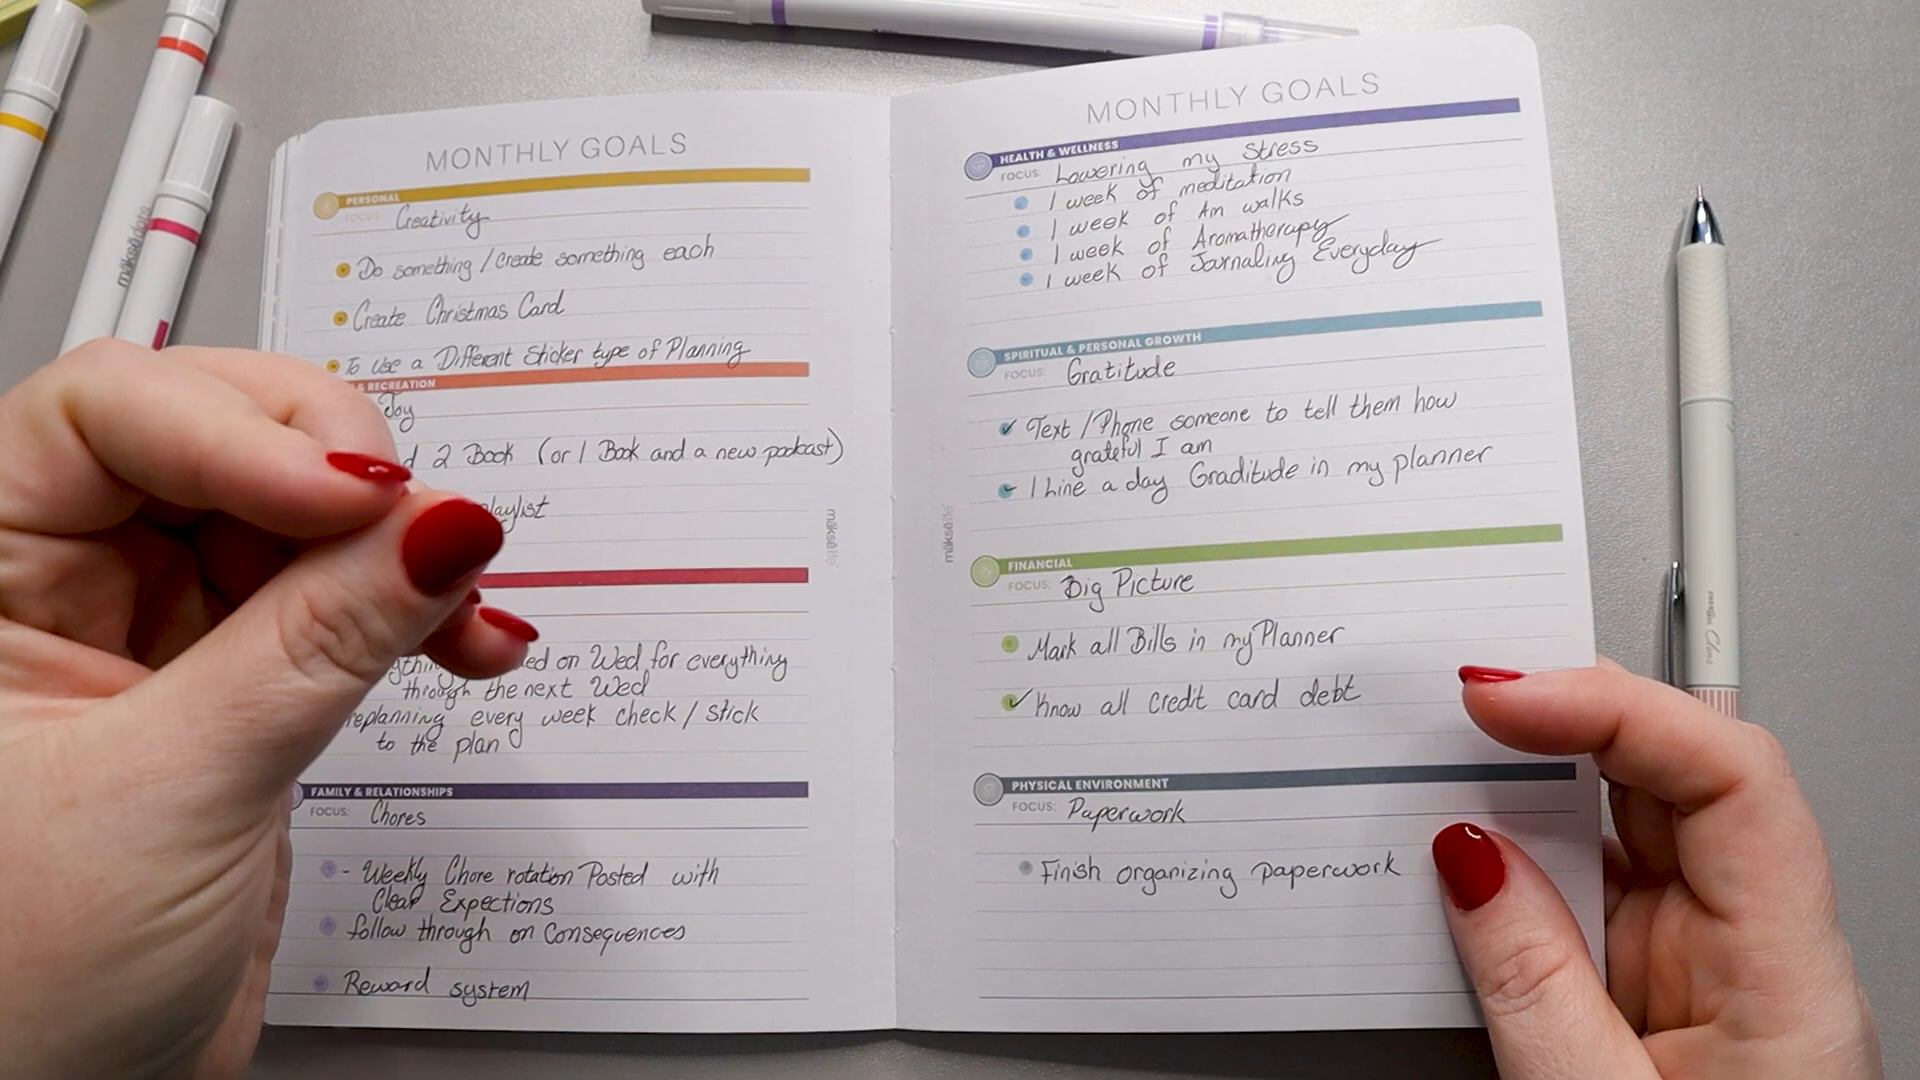 MONTHLY GOALS
PERSONAL
FOCUS: Creativity
Do something / Create something each
Create Christmas Card
To Use a Different Sticker type of Planning
& RECREATION
Joy
2 Book (or 1 Book and a new podcast)
playlist
on Wed for everything
through the next Wed
replanning every week check / stick
to the plan
FAMILY & RELATIONSHIPS
FOCUS: Chores
- Weekly Chore rotation Posted with
Clear Expections
follow through on Consequences
Reward system
mäksēlife
MONTHLY GOALS
HEALTH & WELLNESS
FOCUS: Lowering my Stress
1 week of meditation
1 week of Am walks
1 week of Aromatherapy
1 week of Journaling Everyday
SPIRITUAL & PERSONAL GROWTH
FOCUS: Gratitude
Text / Phone someone to tell them how
grateful I am
1 Line a day Graditude in my planner
FINANCIAL
FOCUS: Big Picture
Mark all Bills in my Planner
Know all credit card debt
PHYSICAL ENVIRONMENT
FOCUS: Paperwork
Finish organizing paperwork
mäksēlife